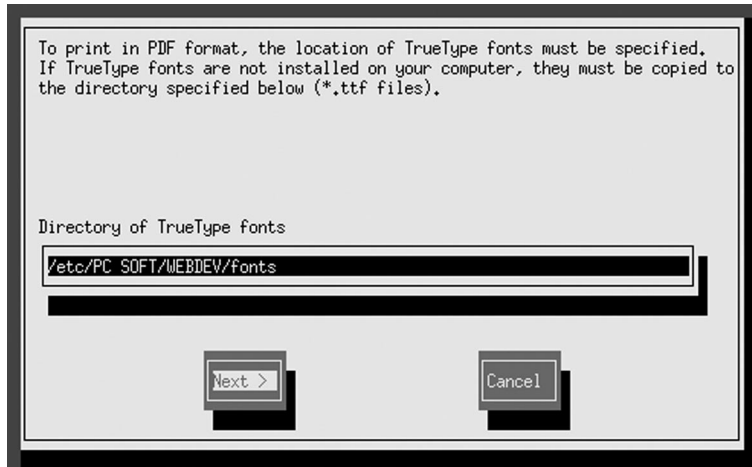 To print in PDF format, the location of TrueType fonts must be specified.
If TrueType fonts are not installed on your computer, they must be copied to
the directory specified below (*.ttf files).
Directory of TrueType fonts
/etc/PC SOFT/WEBDEV/fonts
Next >
Cancel